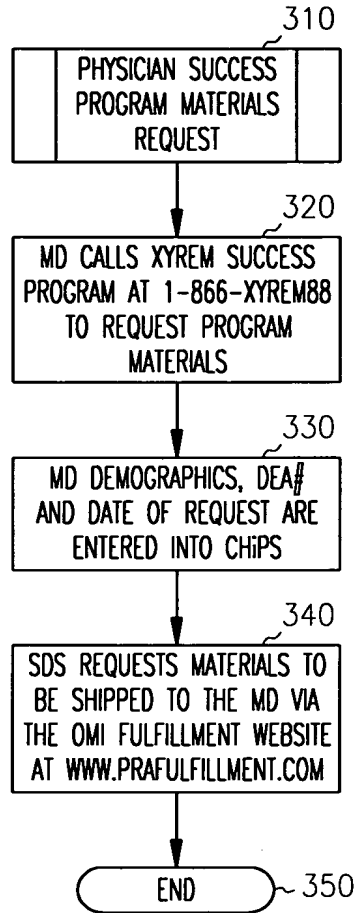 310
PHYSICIAN SUCCESS
PROGRAM MATERIALS
REQUEST
320
MD CALLS XYREM SUCCESS
PROGRAM AT 1-866-XYREM88
TO REQUEST PROGRAM
MATERIALS
330
MD DEMOGRAPHICS, DEA#
AND DATE OF REQUEST ARE
ENTERED INTO CHiPS
340
SDS REQUESTS MATERIALS TO
BE SHIPPED TO THE MD VIA
THE OMI FULFILLMENT WEBSITE
AT WWW.PRAFULFILLMENT.COM
END
350